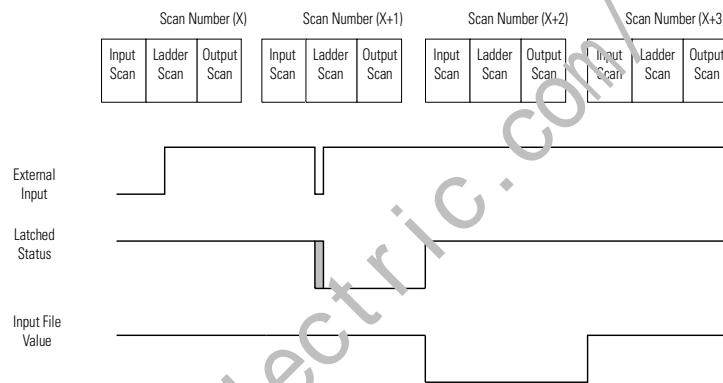 Scan Number (X)
Scan Number (X+1)
Scan Number (X+2)
Scan Number (X+3)
Input Scan
Ladder Scan
Output Scan
Input Scan
Ladder Scan
Output Scan
Input Scan
Ladder Scan
Output Scan
Input Scan
Ladder Scan
Output Scan
External
Input
Latched
Status
Input File
Value
ectric.com/